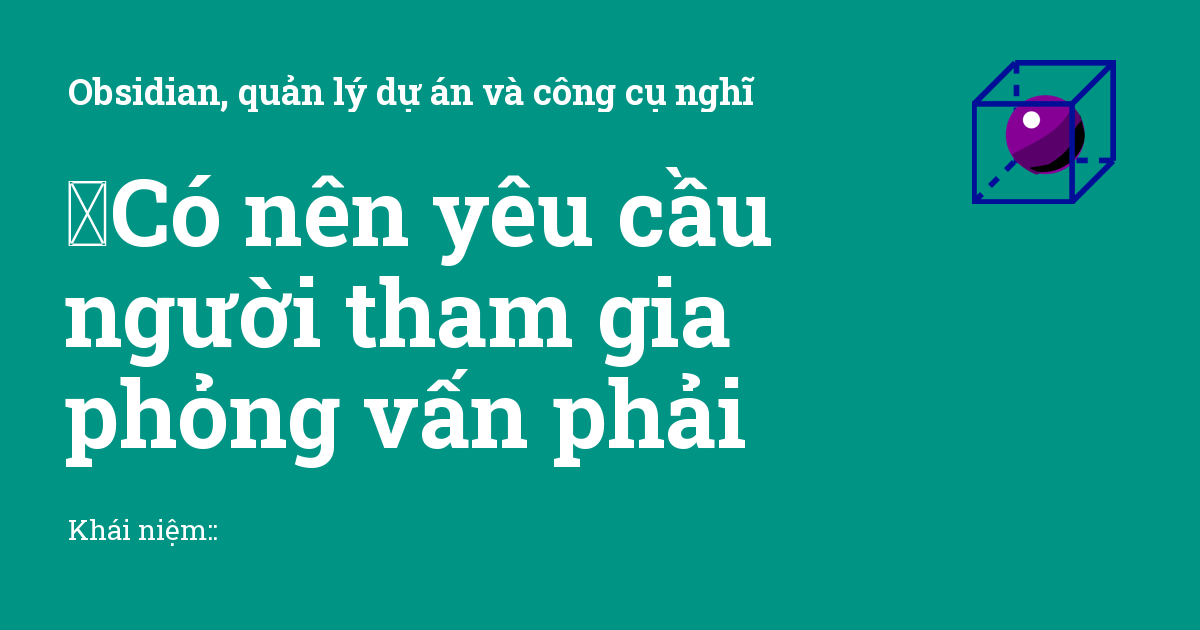 Obsidian, quản lý dự án và công cụ nghĩ
Có nên yêu cầu
người tham gia
phỏng vấn phải
Khái niệm::